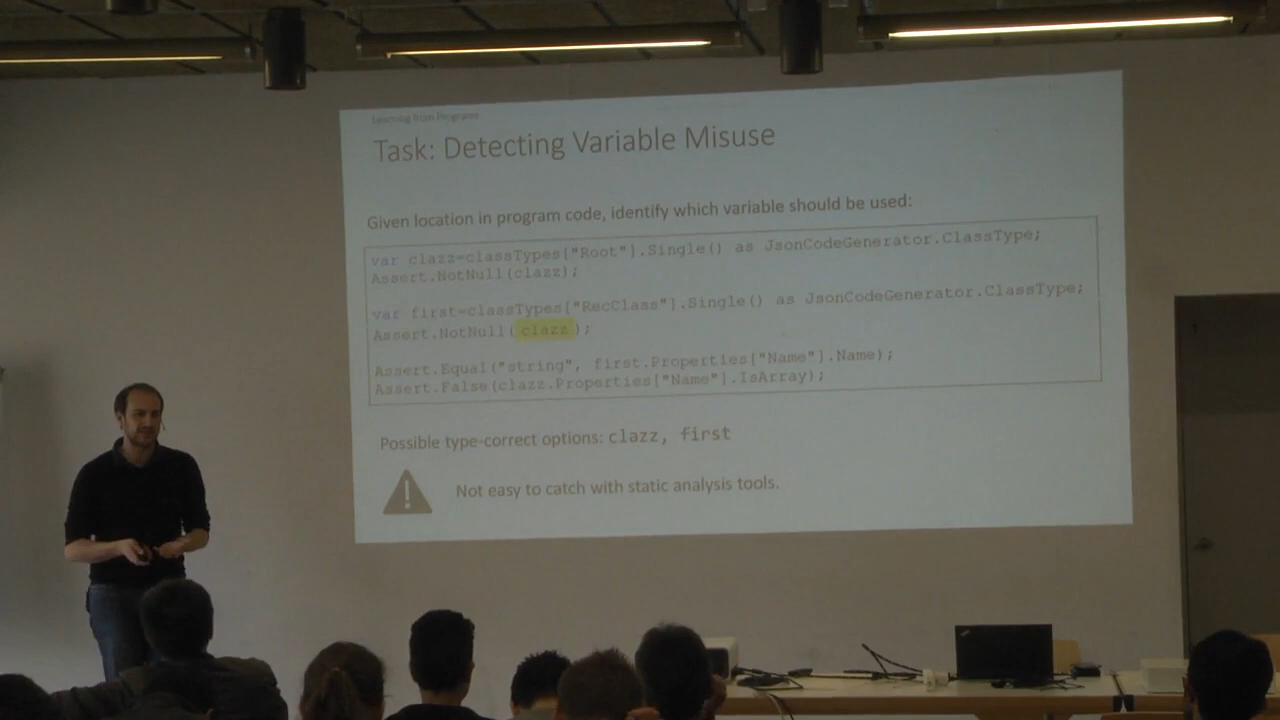 Learning from Programs
Task: Detecting Variable Misuse
Given location in program code, identify which variable should be used:
var clazz=classTypes["Root"].Single() as JsonCodeGenerator.ClassType;
Assert.NotNull(clazz);
var first=classTypes["RecClass"].Single() as JsonCodeGenerator.ClassType;
Assert.NotNull(clazz);
Assert.Equal("string", first.Properties["Name"].Name);
Assert.False(clazz.Properties["Name"].IsArray);
Possible type-correct options: clazz, first
Not easy to catch with static analysis tools.